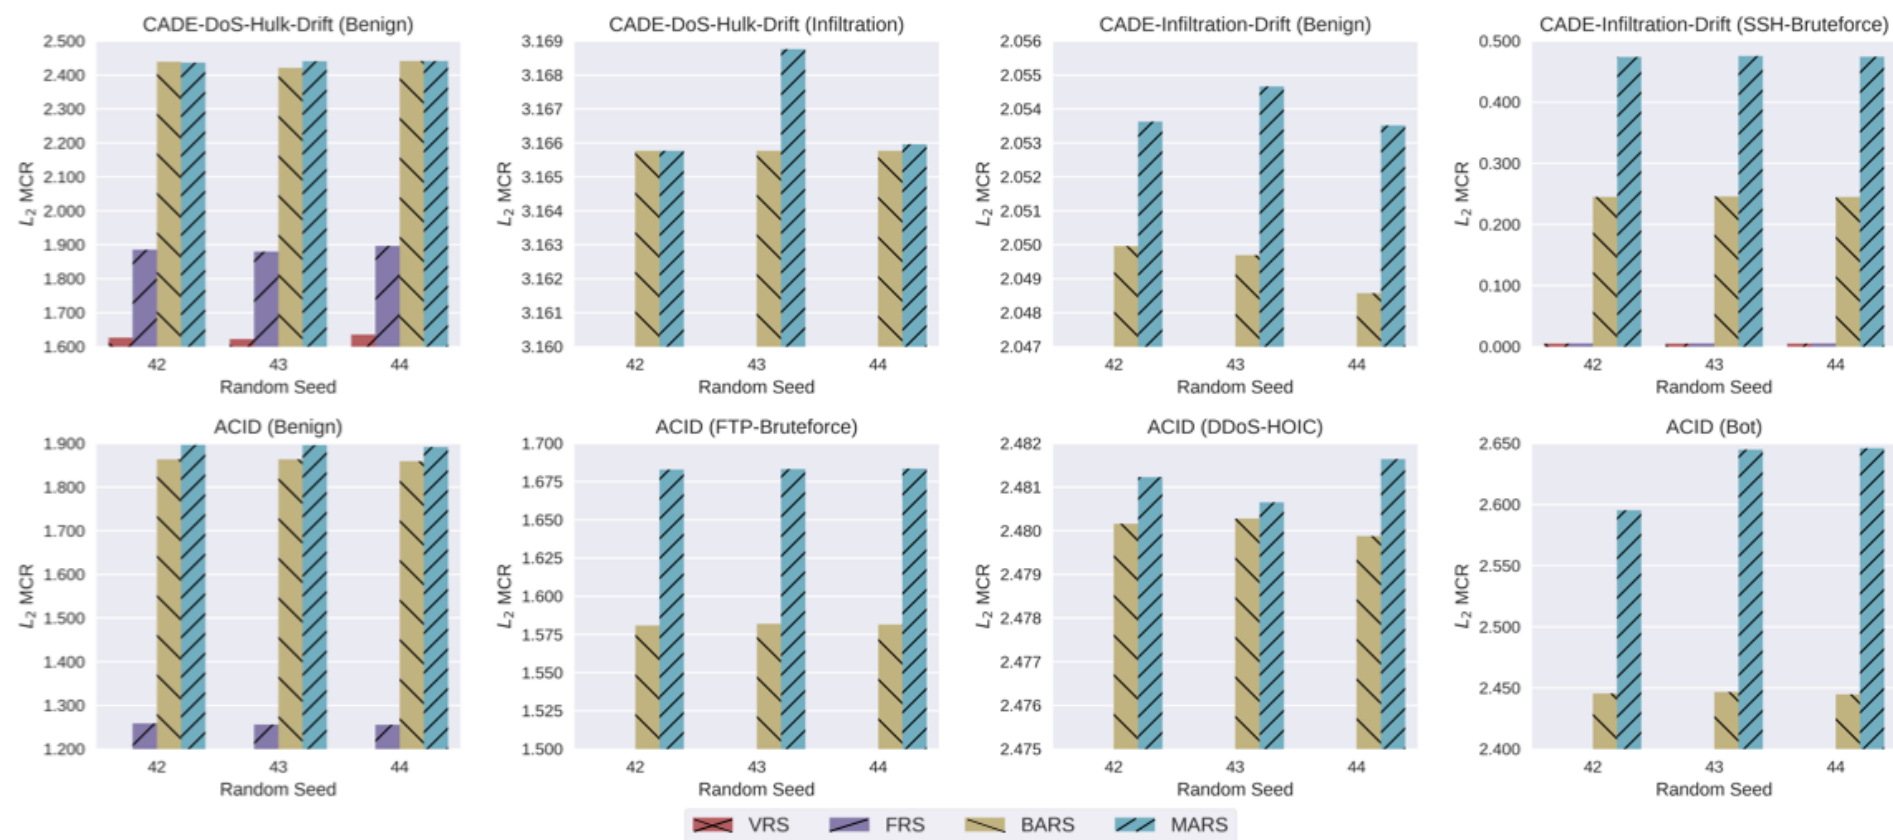 CADE-DoS-Hulk-Drift (Benign)
2.500
2.400
2.300
2.200
2.100
2.000
1.900
1.800
1.700
1.600
L₂ MCR
42 43 44
Random Seed
CADE-DoS-Hulk-Drift (Infiltration)
3.169
3.168
3.167
3.166
3.165
3.164
3.163
3.162
3.161
3.160
L₂ MCR
42 43 44
Random Seed
CADE-Infiltration-Drift (Benign)
2.056
2.055
2.054
2.053
2.052
2.051
2.050
2.049
2.048
2.047
L₂ MCR
42 43 44
Random Seed
CADE-Infiltration-Drift (SSH-Bruteforce)
0.500
0.400
0.300
0.200
0.100
0.000
L₂ MCR
42 43 44
Random Seed
ACID (Benign)
1.900
1.800
1.700
1.600
1.500
1.400
1.300
1.200
L₂ MCR
42 43 44
Random Seed
ACID (FTP-Bruteforce)
1.700
1.675
1.650
1.625
1.600
1.575
1.550
1.525
1.500
L₂ MCR
42 43 44
Random Seed
ACID (DDoS-HOIC)
2.482
2.481
2.480
2.479
2.478
2.477
2.476
2.475
L₂ MCR
42 43 44
Random Seed
ACID (Bot)
2.650
2.600
2.550
2.500
2.450
2.400
L₂ MCR
42 43 44
Random Seed
VRS FRS BARS MARS